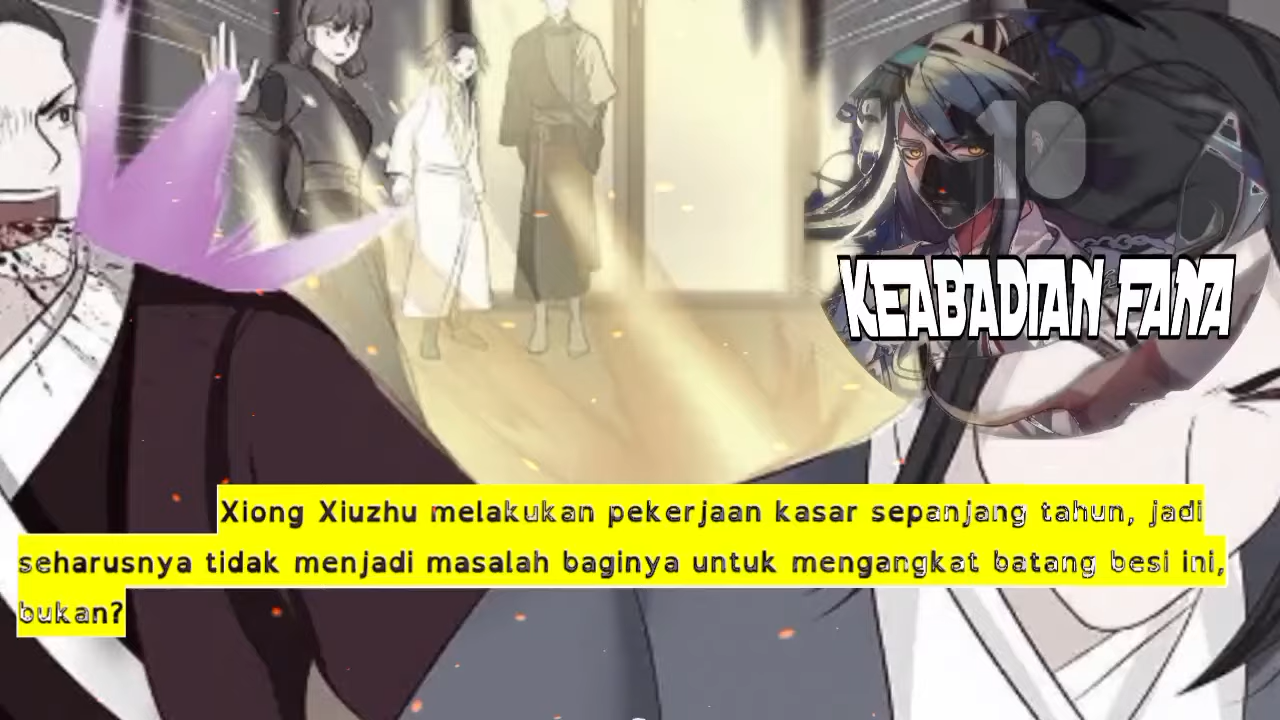 10
KEABADIAN FANA
Xiong Xiuzhu melakukan pekerjaan kasar sepanjang tahun, jadi
seharusnya tidak menjadi masalah baginya untuk mengangkat batang besi ini,
bukan?